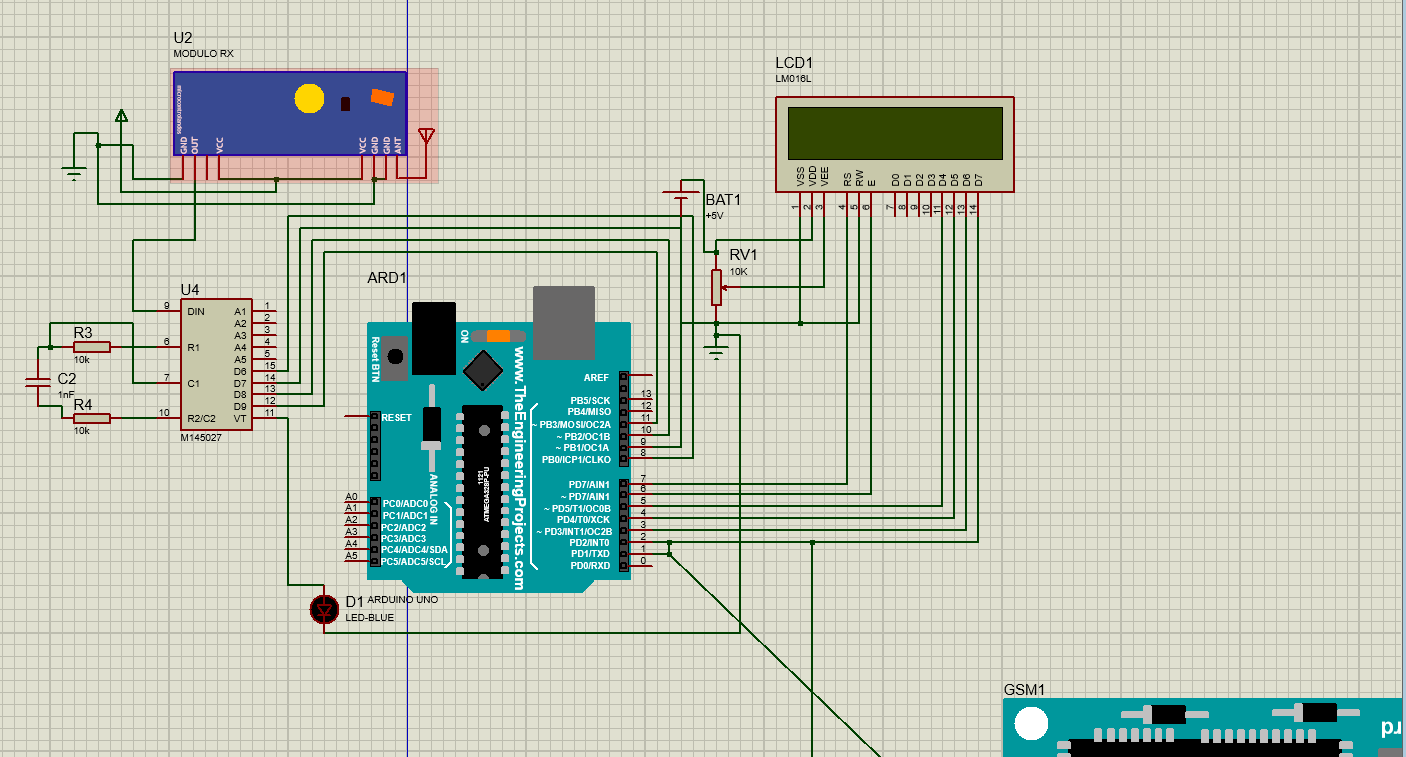 U2
MODULO RX
GND
OUT
VCC
VCC
GND
GND
ANT
LCD1
LM016L
VSS
VDD
VEE
RS
RW
E
D0
D1
D2
D3
D4
D5
D6
D7
1
2
3
4
5
6
7
8
9
10
11
12
13
14
BAT1
+5V
RV1
10K
U4
9
DIN
6
R1
7
C1
10
R2/C2
A1
1
A2
2
A3
3
A4
4
A5
5
D6
15
D7
14
D8
13
D9
12
VT
11
M145027
R3
10k
C2
1nF
R4
10k
ARD1
Reset BTN
ON
www.TheEngineeringProjects.com
1121
ATMEGA328P-PU
ANALOG IN
RESET
A0
PC0/ADC0
A1
PC1/ADC1
A2
PC2/ADC2
A3
PC3/ADC3
A4
PC4/ADC4/SDA
A5
PC5/ADC5/SCL
AREF
PB5/SCK
13
PB4/MISO
12
~ PB3/MOSI/OC2A
11
~ PB2/OC1B
10
~ PB1/OC1A
9
PB0/ICP1/CLKO
8
PD7/AIN1
7
~ PD7/AIN1
6
~ PD5/T1/OC0B
5
PD4/T0/XCK
4
~ PD3/INT1/OC2B
3
PD2/INT0
2
PD1/TXD
1
PD0/RXD
0
ARDUINO UNO
D1
LED-BLUE
GSM1